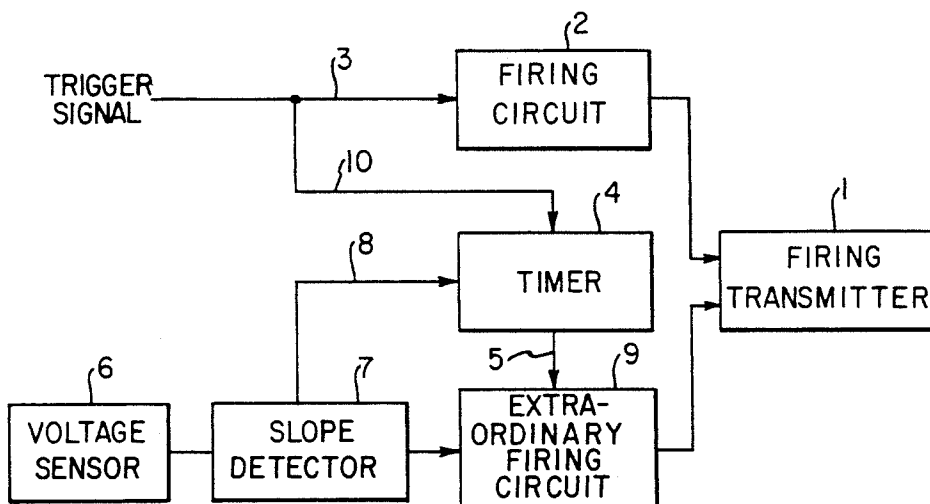 2
3
FIRING
CIRCUIT
TRIGGER
SIGNAL
10
4
1
8
TIMER
FIRING
TRANSMITTER
5
9
6
7
VOLTAGE
SENSOR
SLOPE
DETECTOR
EXTRA-
ORDINARY
FIRING
CIRCUIT